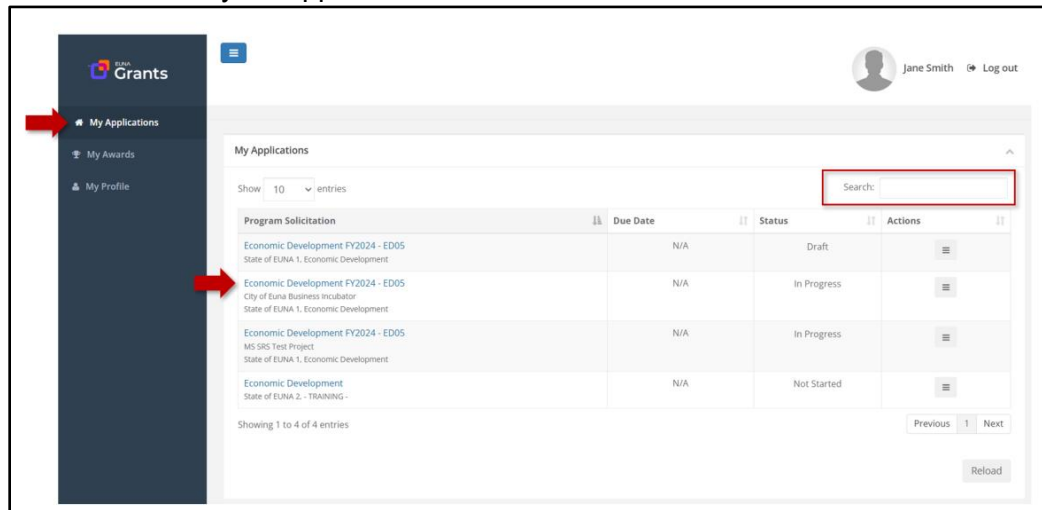 EUNA
Grants
Jane Smith Log out
My Applications
My Awards
My Profile
My Applications
Show 10 entries
Search:
Program Solicitation Due Date Status Actions
Economic Development FY2024 - ED05 N/A Draft
State of EUNA 1, Economic Development
Economic Development FY2024 - ED05 N/A In Progress
City of Euna Business Incubator
State of EUNA 1, Economic Development
Economic Development FY2024 - ED05 N/A In Progress
MS SRS Test Project
State of EUNA 1, Economic Development
Economic Development N/A Not Started
State of EUNA 2, - TRAINING -
Showing 1 to 4 of 4 entries
Previous 1 Next
Reload